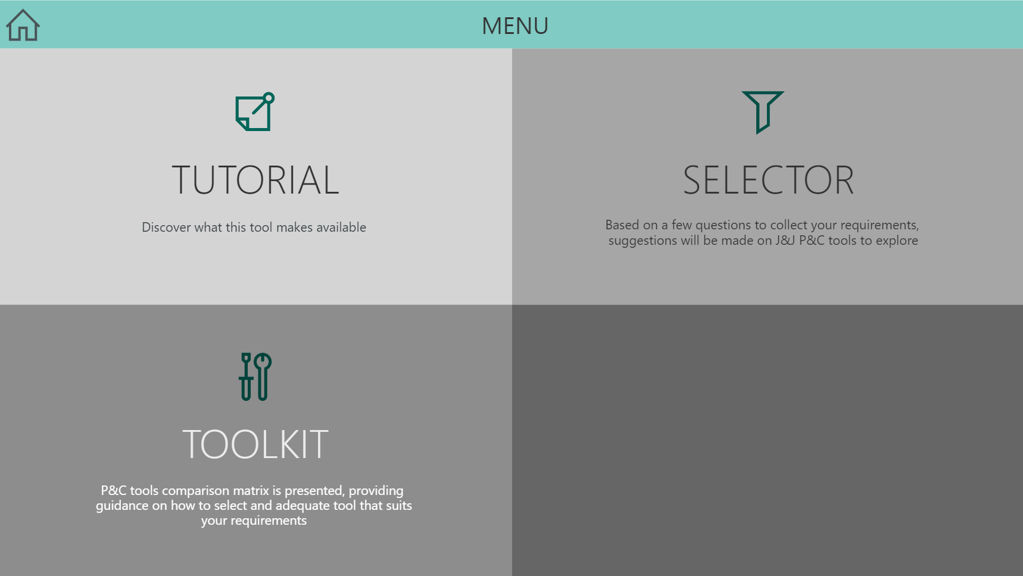 MENU
TUTORIAL
Discover what this tool makes available
SELECTOR
Based on a few questions to collect your requirements,
suggestions will be made on J&J P&C tools to explore
TOOLKIT
P&C tools comparison matrix is presented, providing
guidance on how to select and adequate tool that suits
your requirements